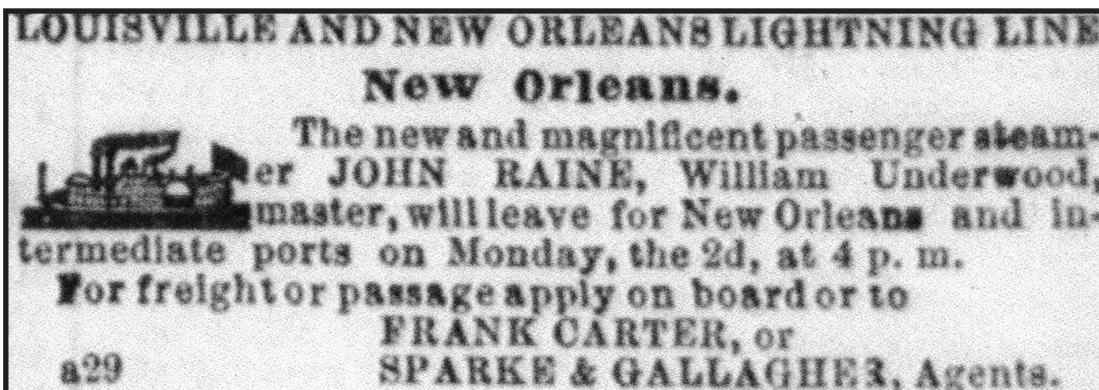 LOUISVILLE AND NEW ORLEANS LIGHTNING LINE
New Orleans.
The new and magnificent passenger steam-
er JOHN RAINE, William Underwood,
master, will leave for New Orleans and in-
termediate ports on Monday, the 2d, at 4 p. m.
For freight or passage apply on board or to
FRANK CARTER, or
a29 SPARKE & GALLAGHER, Agents.